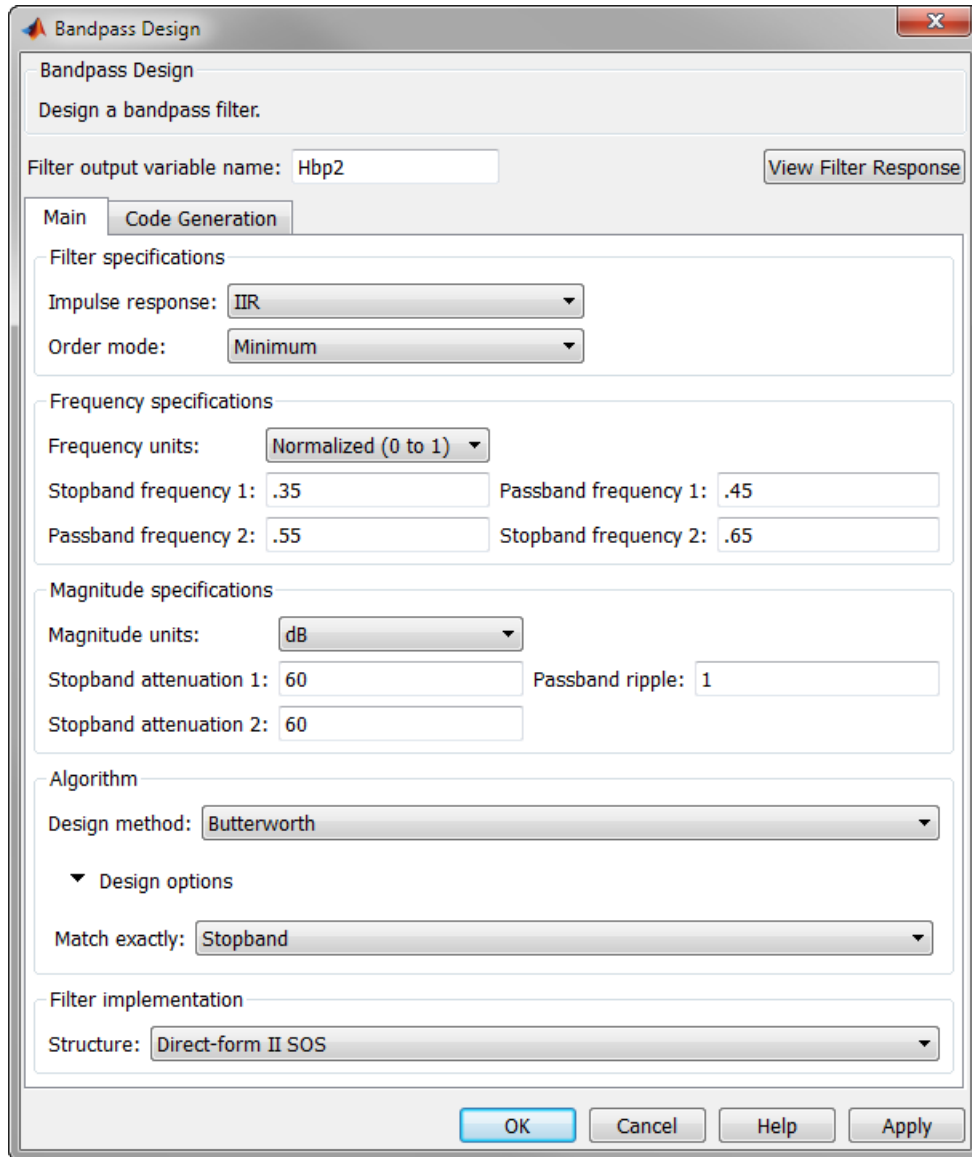 Bandpass Design
Bandpass Design
Design a bandpass filter.
Filter output variable name: Hbp2 View Filter Response
Main Code Generation
Filter specifications
Impulse response: IIR
Order mode: Minimum
Frequency specifications
Frequency units: Normalized (0 to 1)
Stopband frequency 1: .35 Passband frequency 1: .45
Passband frequency 2: .55 Stopband frequency 2: .65
Magnitude specifications
Magnitude units: dB
Stopband attenuation 1: 60 Passband ripple: 1
Stopband attenuation 2: 60
Algorithm
Design method: Butterworth
Design options
Match exactly: Stopband
Filter implementation
Structure: Direct-form II SOS
OK Cancel Help Apply